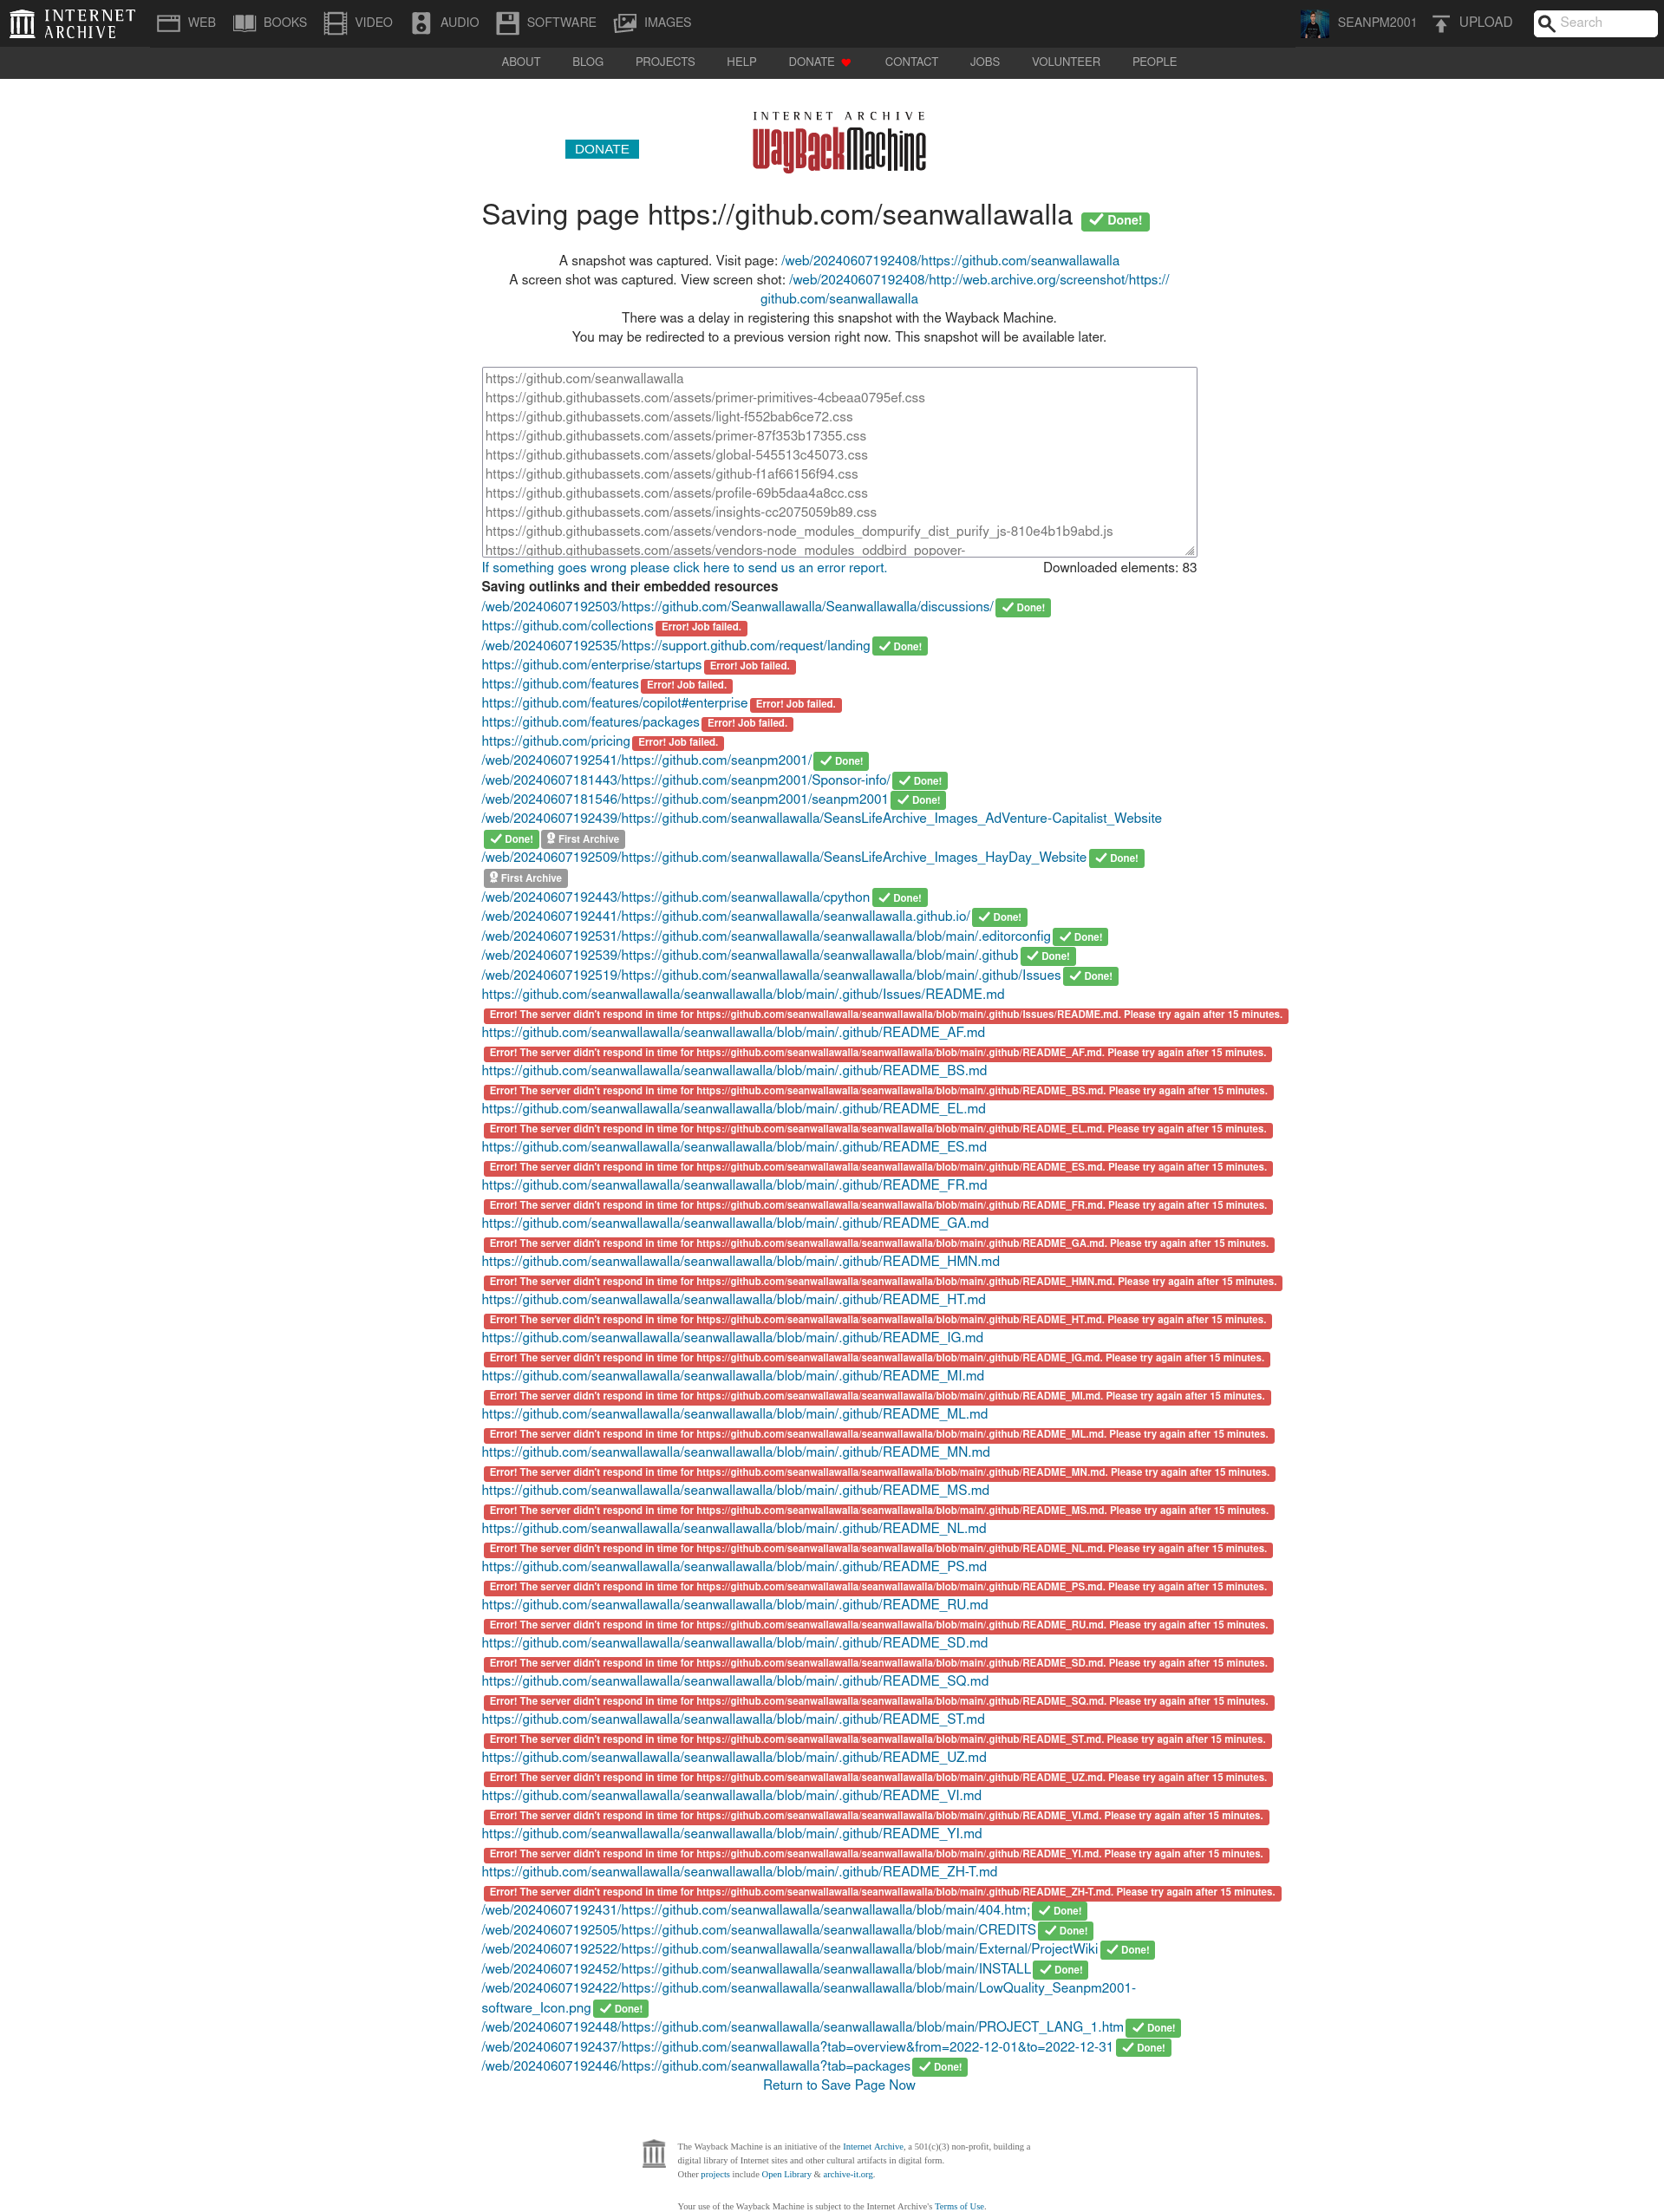 INTERNET ARCHIVE WEB BOOKS VIDEO AUDIO SOFTWARE IMAGES SEANPM2001 UPLOAD Search
ABOUT BLOG PROJECTS HELP DONATE CONTACT JOBS VOLUNTEER PEOPLE
INTERNET ARCHIVE
DONATE WayBackMachine
Saving page https://github.com/seanwallawalla Done!
A snapshot was captured. Visit page: /web/20240607192408/https://github.com/seanwallawalla
A screen shot was captured. View screen shot: /web/20240607192408/http://web.archive.org/screenshot/https://
github.com/seanwallawalla
There was a delay in registering this snapshot with the Wayback Machine.
You may be redirected to a previous version right now. This snapshot will be available later.
https://github.com/seanwallawalla
https://github.githubassets.com/assets/primer-primitives-4cbeaa0795ef.css
https://github.githubassets.com/assets/light-f552bab6ce72.css
https://github.githubassets.com/assets/primer-87f353b17355.css
https://github.githubassets.com/assets/global-545513c45073.css
https://github.githubassets.com/assets/github-f1af66156f94.css
https://github.githubassets.com/assets/profile-69b5daa4a8cc.css
https://github.githubassets.com/assets/insights-cc2075059b89.css
https://github.githubassets.com/assets/vendors-node_modules_dompurify_dist_purify_js-810e4b1b9abd.js
https://github.githubassets.com/assets/vendors-node_modules_oddbird_popover-
If something goes wrong please click here to send us an error report. Downloaded elements: 83
Saving outlinks and their embedded resources
/web/20240607192503/https://github.com/Seanwallawalla/Seanwallawalla/discussions/ Done!
https://github.com/collections Error! Job failed.
/web/20240607192535/https://support.github.com/request/landing Done!
https://github.com/enterprise/startups Error! Job failed.
https://github.com/features Error! Job failed.
https://github.com/features/copilot#enterprise Error! Job failed.
https://github.com/features/packages Error! Job failed.
https://github.com/pricing Error! Job failed.
/web/20240607192541/https://github.com/seanpm2001/ Done!
/web/20240607181443/https://github.com/seanpm2001/Sponsor-info/ Done!
/web/20240607181546/https://github.com/seanpm2001/seanpm2001 Done!
/web/20240607192439/https://github.com/seanwallawalla/SeansLifeArchive_Images_AdVenture-Capitalist_Website
Done! First Archive
/web/20240607192509/https://github.com/seanwallawalla/SeansLifeArchive_Images_HayDay_Website Done!
First Archive
/web/20240607192443/https://github.com/seanwallawalla/cpython Done!
/web/20240607192441/https://github.com/seanwallawalla/seanwallawalla.github.io/ Done!
/web/20240607192531/https://github.com/seanwallawalla/seanwallawalla/blob/main/.editorconfig Done!
/web/20240607192539/https://github.com/seanwallawalla/seanwallawalla/blob/main/.github Done!
/web/20240607192519/https://github.com/seanwallawalla/seanwallawalla/blob/main/.github/Issues Done!
https://github.com/seanwallawalla/seanwallawalla/blob/main/.github/Issues/README.md
Error! The server didn't respond in time for https://github.com/seanwallawalla/seanwallawalla/blob/main/.github/Issues/README.md. Please try again after 15 minutes.
https://github.com/seanwallawalla/seanwallawalla/blob/main/.github/README_AF.md
Error! The server didn't respond in time for https://github.com/seanwallawalla/seanwallawalla/blob/main/.github/README_AF.md. Please try again after 15 minutes.
https://github.com/seanwallawalla/seanwallawalla/blob/main/.github/README_BS.md
Error! The server didn't respond in time for https://github.com/seanwallawalla/seanwallawalla/blob/main/.github/README_BS.md. Please try again after 15 minutes.
https://github.com/seanwallawalla/seanwallawalla/blob/main/.github/README_EL.md
Error! The server didn't respond in time for https://github.com/seanwallawalla/seanwallawalla/blob/main/.github/README_EL.md. Please try again after 15 minutes.
https://github.com/seanwallawalla/seanwallawalla/blob/main/.github/README_ES.md
Error! The server didn't respond in time for https://github.com/seanwallawalla/seanwallawalla/blob/main/.github/README_ES.md. Please try again after 15 minutes.
https://github.com/seanwallawalla/seanwallawalla/blob/main/.github/README_FR.md
Error! The server didn't respond in time for https://github.com/seanwallawalla/seanwallawalla/blob/main/.github/README_FR.md. Please try again after 15 minutes.
https://github.com/seanwallawalla/seanwallawalla/blob/main/.github/README_GA.md
Error! The server didn't respond in time for https://github.com/seanwallawalla/seanwallawalla/blob/main/.github/README_GA.md. Please try again after 15 minutes.
https://github.com/seanwallawalla/seanwallawalla/blob/main/.github/README_HMN.md
Error! The server didn't respond in time for https://github.com/seanwallawalla/seanwallawalla/blob/main/.github/README_HMN.md. Please try again after 15 minutes.
https://github.com/seanwallawalla/seanwallawalla/blob/main/.github/README_HT.md
Error! The server didn't respond in time for https://github.com/seanwallawalla/seanwallawalla/blob/main/.github/README_HT.md. Please try again after 15 minutes.
https://github.com/seanwallawalla/seanwallawalla/blob/main/.github/README_IG.md
Error! The server didn't respond in time for https://github.com/seanwallawalla/seanwallawalla/blob/main/.github/README_IG.md. Please try again after 15 minutes.
https://github.com/seanwallawalla/seanwallawalla/blob/main/.github/README_MI.md
Error! The server didn't respond in time for https://github.com/seanwallawalla/seanwallawalla/blob/main/.github/README_MI.md. Please try again after 15 minutes.
https://github.com/seanwallawalla/seanwallawalla/blob/main/.github/README_ML.md
Error! The server didn't respond in time for https://github.com/seanwallawalla/seanwallawalla/blob/main/.github/README_ML.md. Please try again after 15 minutes.
https://github.com/seanwallawalla/seanwallawalla/blob/main/.github/README_MN.md
Error! The server didn't respond in time for https://github.com/seanwallawalla/seanwallawalla/blob/main/.github/README_MN.md. Please try again after 15 minutes.
https://github.com/seanwallawalla/seanwallawalla/blob/main/.github/README_MS.md
Error! The server didn't respond in time for https://github.com/seanwallawalla/seanwallawalla/blob/main/.github/README_MS.md. Please try again after 15 minutes.
https://github.com/seanwallawalla/seanwallawalla/blob/main/.github/README_NL.md
Error! The server didn't respond in time for https://github.com/seanwallawalla/seanwallawalla/blob/main/.github/README_NL.md. Please try again after 15 minutes.
https://github.com/seanwallawalla/seanwallawalla/blob/main/.github/README_PS.md
Error! The server didn't respond in time for https://github.com/seanwallawalla/seanwallawalla/blob/main/.github/README_PS.md. Please try again after 15 minutes.
https://github.com/seanwallawalla/seanwallawalla/blob/main/.github/README_RU.md
Error! The server didn't respond in time for https://github.com/seanwallawalla/seanwallawalla/blob/main/.github/README_RU.md. Please try again after 15 minutes.
https://github.com/seanwallawalla/seanwallawalla/blob/main/.github/README_SD.md
Error! The server didn't respond in time for https://github.com/seanwallawalla/seanwallawalla/blob/main/.github/README_SD.md. Please try again after 15 minutes.
https://github.com/seanwallawalla/seanwallawalla/blob/main/.github/README_SQ.md
Error! The server didn't respond in time for https://github.com/seanwallawalla/seanwallawalla/blob/main/.github/README_SQ.md. Please try again after 15 minutes.
https://github.com/seanwallawalla/seanwallawalla/blob/main/.github/README_ST.md
Error! The server didn't respond in time for https://github.com/seanwallawalla/seanwallawalla/blob/main/.github/README_ST.md. Please try again after 15 minutes.
https://github.com/seanwallawalla/seanwallawalla/blob/main/.github/README_UZ.md
Error! The server didn't respond in time for https://github.com/seanwallawalla/seanwallawalla/blob/main/.github/README_UZ.md. Please try again after 15 minutes.
https://github.com/seanwallawalla/seanwallawalla/blob/main/.github/README_VI.md
Error! The server didn't respond in time for https://github.com/seanwallawalla/seanwallawalla/blob/main/.github/README_VI.md. Please try again after 15 minutes.
https://github.com/seanwallawalla/seanwallawalla/blob/main/.github/README_YI.md
Error! The server didn't respond in time for https://github.com/seanwallawalla/seanwallawalla/blob/main/.github/README_YI.md. Please try again after 15 minutes.
https://github.com/seanwallawalla/seanwallawalla/blob/main/.github/README_ZH-T.md
Error! The server didn't respond in time for https://github.com/seanwallawalla/seanwallawalla/blob/main/.github/README_ZH-T.md. Please try again after 15 minutes.
/web/20240607192431/https://github.com/seanwallawalla/seanwallawalla/blob/main/404.htm; Done!
/web/20240607192505/https://github.com/seanwallawalla/seanwallawalla/blob/main/CREDITS Done!
/web/20240607192522/https://github.com/seanwallawalla/seanwallawalla/blob/main/External/ProjectWiki Done!
/web/20240607192452/https://github.com/seanwallawalla/seanwallawalla/blob/main/INSTALL Done!
/web/20240607192422/https://github.com/seanwallawalla/seanwallawalla/blob/main/LowQuality_Seanpm2001-
software_Icon.png Done!
/web/20240607192448/https://github.com/seanwallawalla/seanwallawalla/blob/main/PROJECT_LANG_1.htm Done!
/web/20240607192437/https://github.com/seanwallawalla?tab=overview&from=2022-12-01&to=2022-12-31 Done!
/web/20240607192446/https://github.com/seanwallawalla?tab=packages Done!
Return to Save Page Now
The Wayback Machine is an initiative of the Internet Archive, a 501(c)(3) non-profit, building a
digital library of Internet sites and other cultural artifacts in digital form.
Other projects include Open Library & archive-it.org.
Your use of the Wayback Machine is subject to the Internet Archive's Terms of Use.